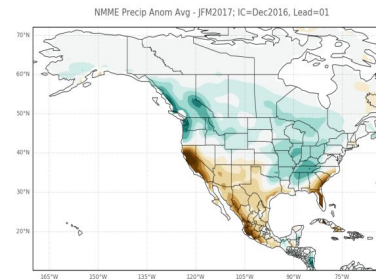 NMME Precip Anom Avg - JFM2017; IC=Dec2016, Lead=01
70°N
60°N
50°N
40°N
30°N
20°N
165°W 150°W 135°W 120°W 105°W 90°W 75°W